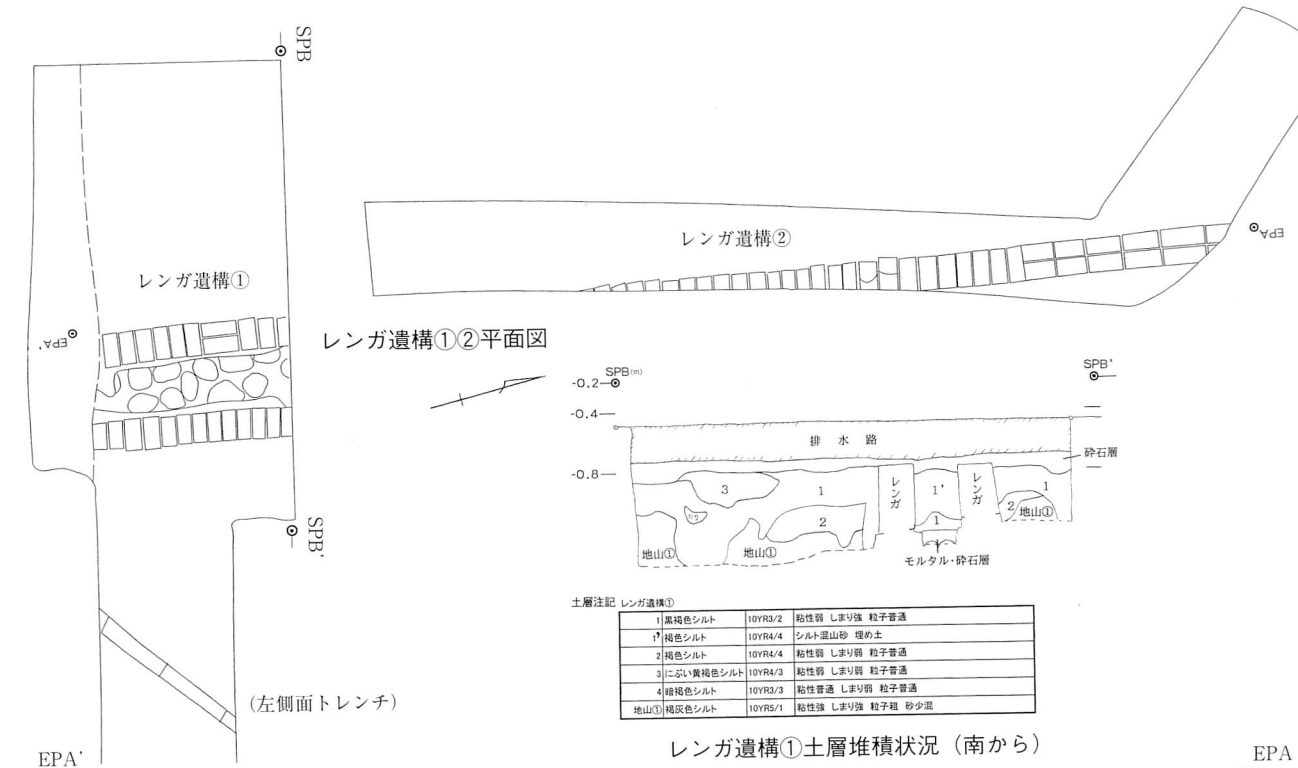 SPB
レンガ遺構①
EPA'
SPB'
(左側面トレンチ)
EPA'
レンガ遺構②
EPA
レンガ遺構①②平面図
SPB(m)
SPB'
-0.2
-0.4
-0.8
排水路
砕石層
3
1
レンガ
1'
レンガ
1
カク
2
1
2
地山①
地山①
地山①
モルタル・砕石層
土層注記 レンガ遺構①
1 黒褐色シルト 10YR3/2 粘性弱 しまり強 粒子普通
1' 褐色シルト 10YR4/4 シルト混山砂 埋め土
2 褐色シルト 10YR4/4 粘性弱 しまり弱 粒子普通
3 にぶい黄褐色シルト 10YR4/3 粘性弱 しまり弱 粒子普通
4 暗褐色シルト 10YR3/3 粘性普通 しまり弱 粒子普通
地山① 褐灰色シルト 10YR5/1 粘性強 しまり強 粒子粗 砂少混
レンガ遺構①土層堆積状況(南から)
EPA